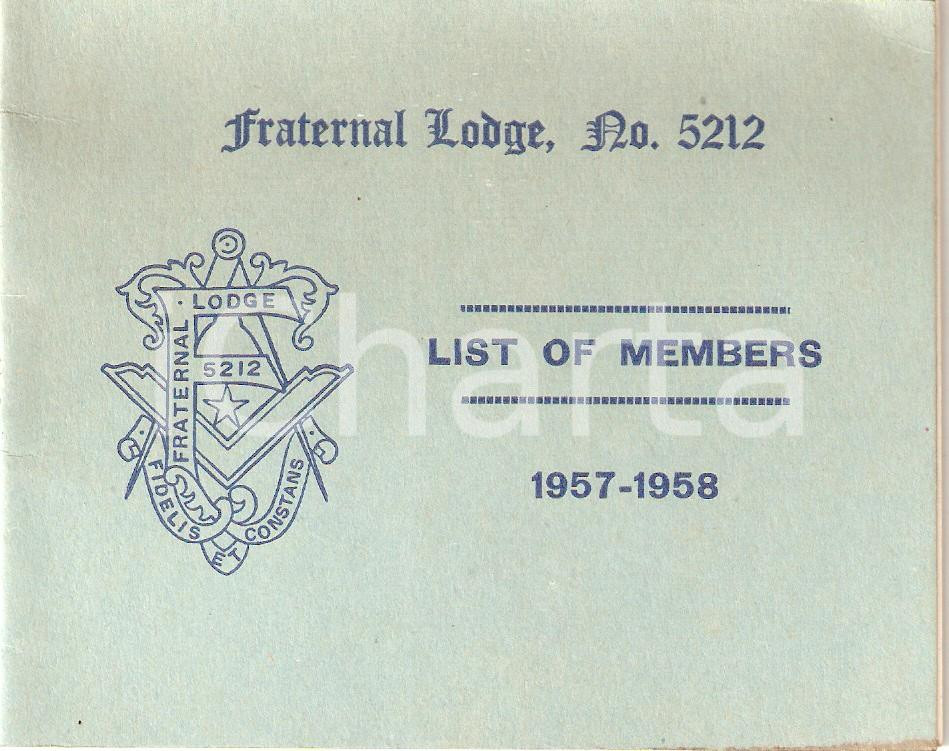 Fraternal Lodge, No. 5212
LODGE
FRATERNAL
5212
FIDELIS ET CONSTANS
LIST OF MEMBERS
1957-1958
Charta